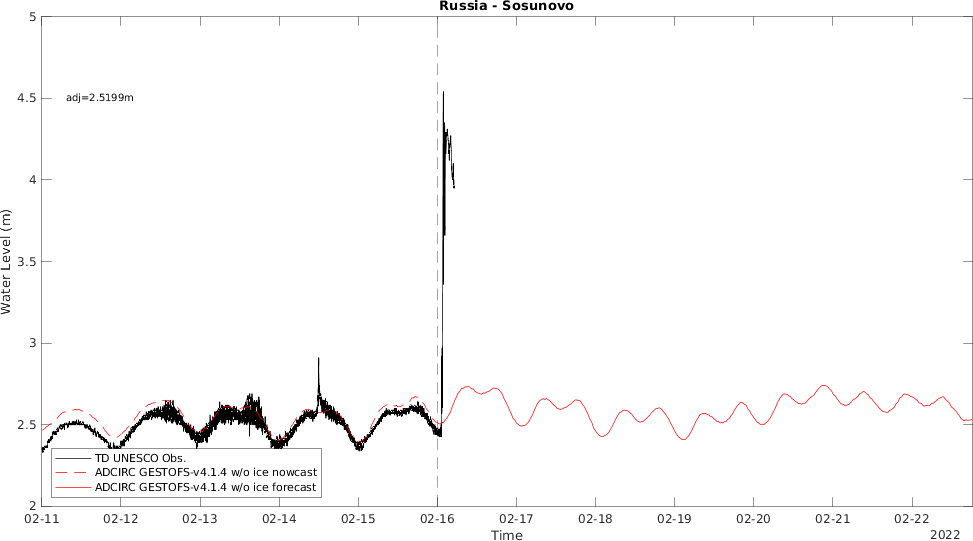 Russia - Sosunovo
5
4.5
4
3.5
3
2.5
2
Water Level (m)
adj=2.5199m
TD UNESCO Obs.
ADCIRC GESTOFS-v4.1.4 w/o ice nowcast
ADCIRC GESTOFS-v4.1.4 w/o ice forecast
02-11 02-12 02-13 02-14 02-15 02-16 02-17 02-18 02-19 02-20 02-21 02-22
Time
2022